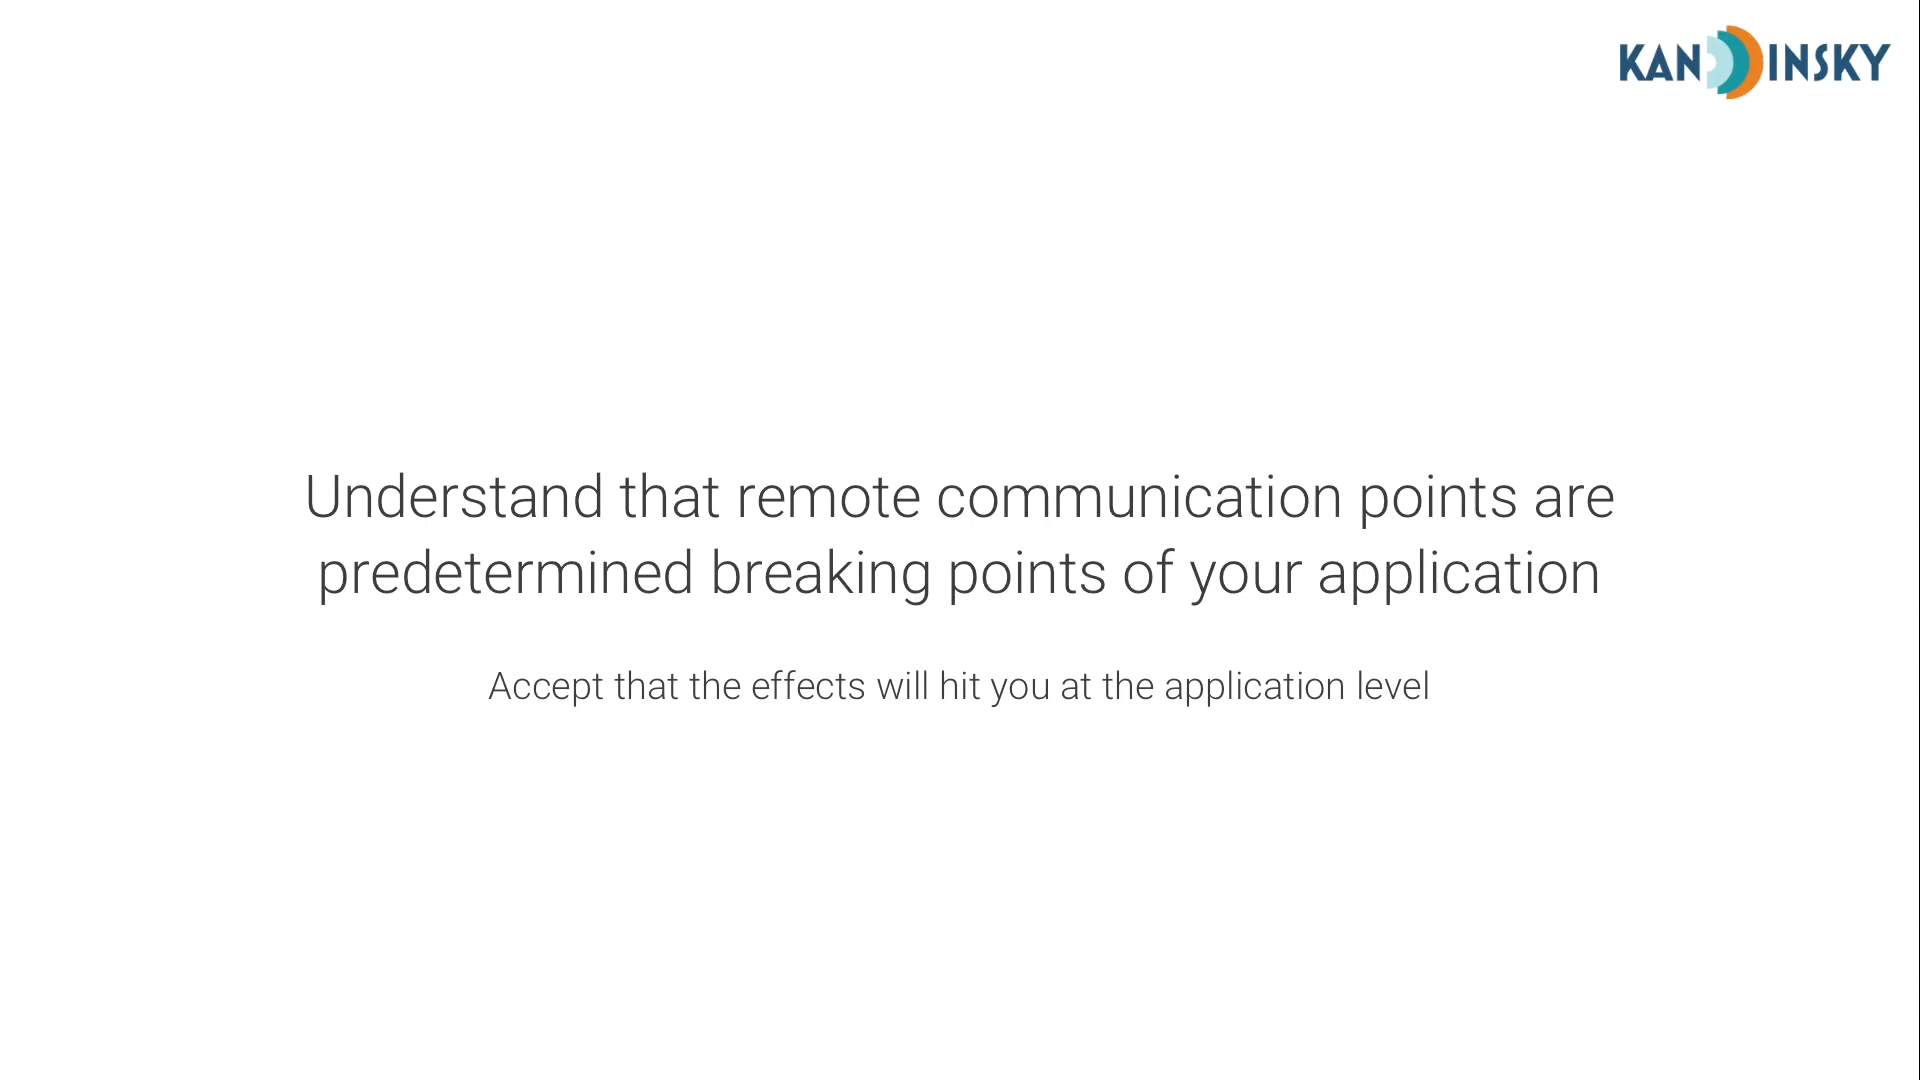 KANDDINSKY
Understand that remote communication points are
predetermined breaking points of your application
Accept that the effects will hit you at the application level